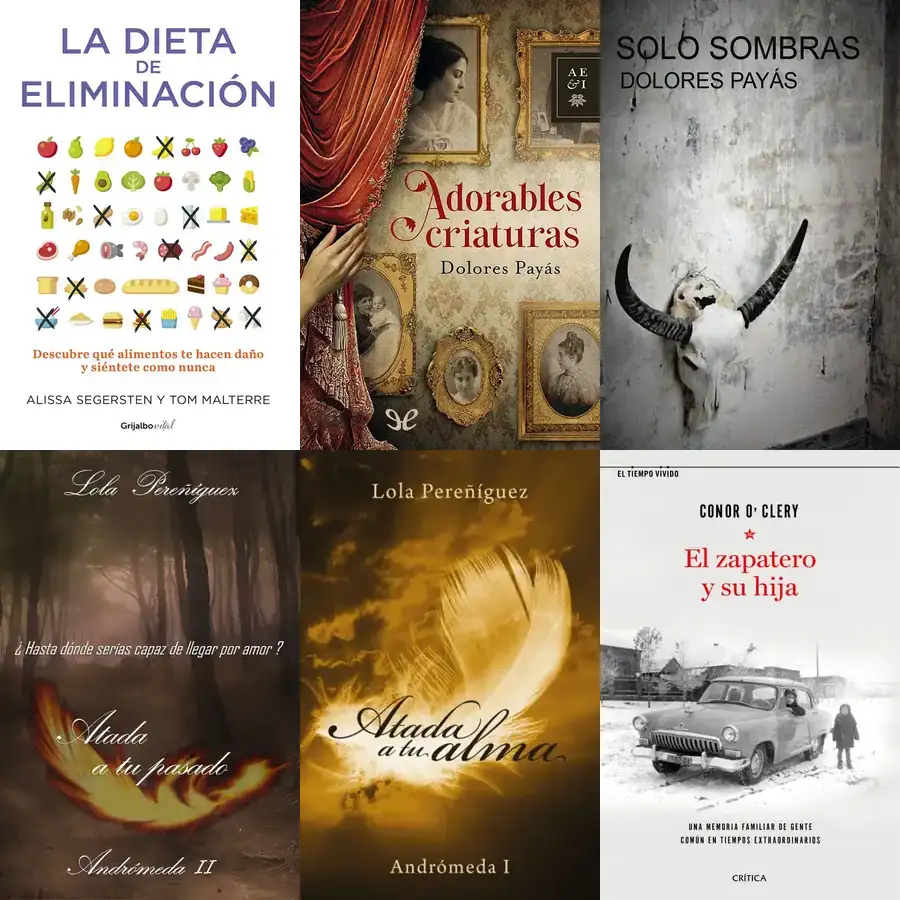 LA DIETA
DE
ELIMINACIÓN
Descubre qué alimentos te hacen daño
y siéntete como nunca
ALISSA SEGERSTEN Y TOM MALTERRE
Grijalbo vital
AE
&I
Adorables
criaturas
Dolores Payás
SOLO SOMBRAS
DOLORES PAYÁS
Lola Pereñíguez
¿Hasta dónde serías capaz de llegar por amor?
Atada
a tu pasado
Andrómeda II
Lola Pereñíguez
Atada
a tu alma
Andrómeda I
EL TIEMPO VIVIDO
CONOR O' CLERY
El zapatero
y su hija
UNA MEMORIA FAMILIAR DE GENTE
COMÚN EN TIEMPOS EXTRAORDINARIOS
CRÍTICA